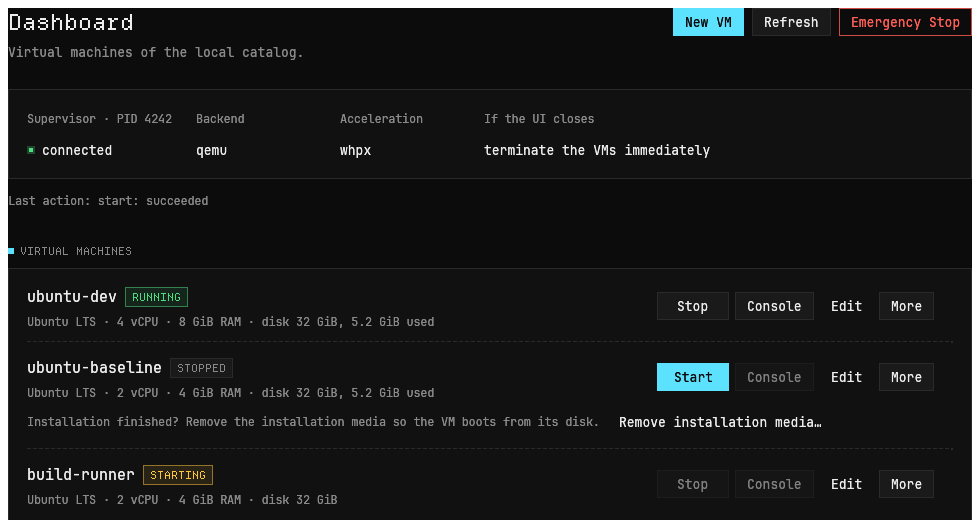 Dashboard
New VM
Refresh
Emergency Stop
Virtual machines of the local catalog.
Supervisor · PID 4242
Backend
Acceleration
If the UI closes
connected
qemu
whpx
terminate the VMs immediately
Last action: start: succeeded
VIRTUAL MACHINES
ubuntu-dev RUNNING
Ubuntu LTS · 4 vCPU · 8 GiB RAM · disk 32 GiB, 5.2 GiB used
Stop
Console
Edit
More
ubuntu-baseline STOPPED
Ubuntu LTS · 2 vCPU · 4 GiB RAM · disk 32 GiB, 5.2 GiB used
Start
Console
Edit
More
Installation finished? Remove the installation media so the VM boots from its disk.
Remove installation media…
build-runner STARTING
Ubuntu LTS · 2 vCPU · 4 GiB RAM · disk 32 GiB
Stop
Console
Edit
More